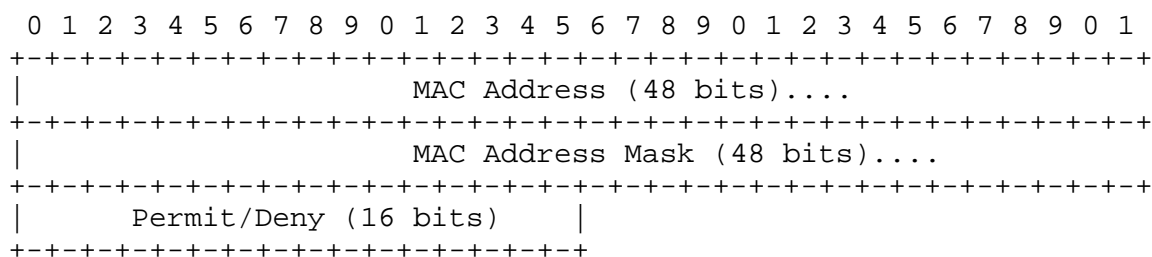 0 1 2 3 4 5 6 7 8 9 0 1 2 3 4 5 6 7 8 9 0 1 2 3 4 5 6 7 8 9 0 1
+-+-+-+-+-+-+-+-+-+-+-+-+-+-+-+-+-+-+-+-+-+-+-+-+-+-+-+-+-+-+-+-+
|                      MAC Address (48 bits)....
+-+-+-+-+-+-+-+-+-+-+-+-+-+-+-+-+-+-+-+-+-+-+-+-+-+-+-+-+-+-+-+-+
|                      MAC Address Mask (48 bits)....
+-+-+-+-+-+-+-+-+-+-+-+-+-+-+-+-+-+-+-+-+-+-+-+-+-+-+-+-+-+-+-+-+
|      Permit/Deny (16 bits)    |
+-+-+-+-+-+-+-+-+-+-+-+-+-+-+-+-+